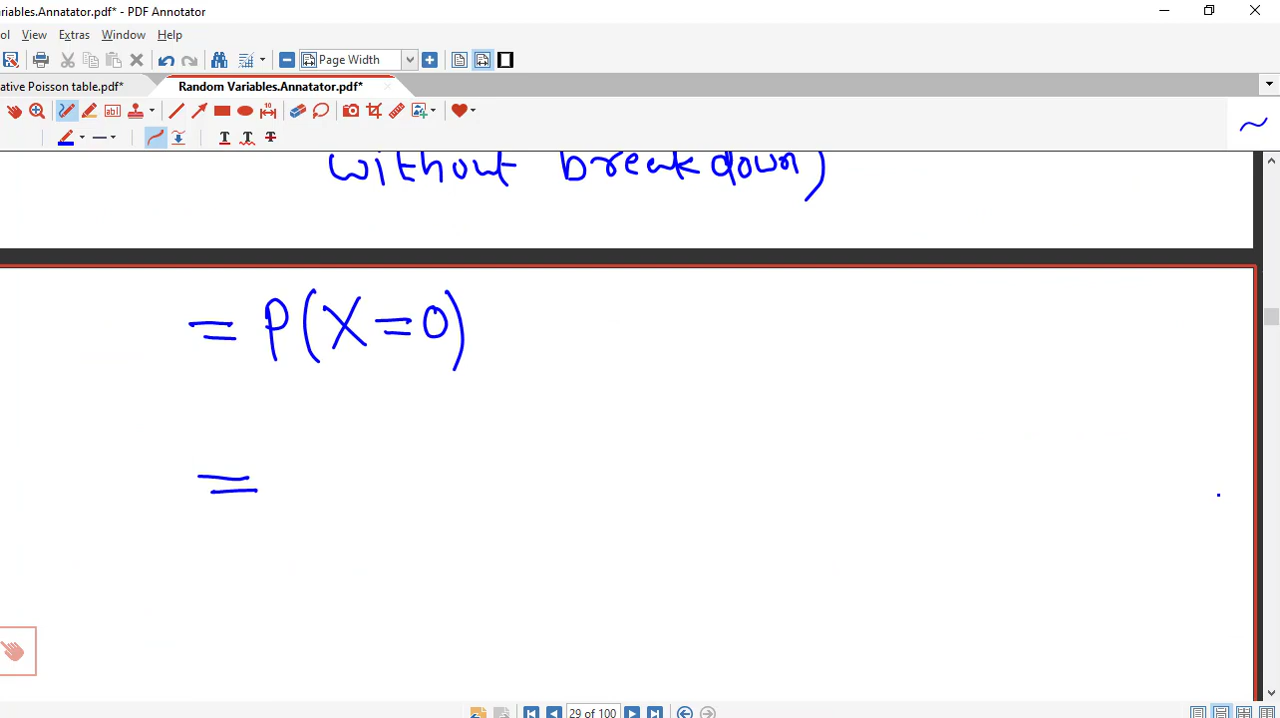 ariables.Annatator.pdf* - PDF Annotator
ol View Extras Window Help
Page Width
ative Poisson table.pdf* Random Variables.Annatator.pdf*
without breakdown)
= P(X=0)
=
29 of 100